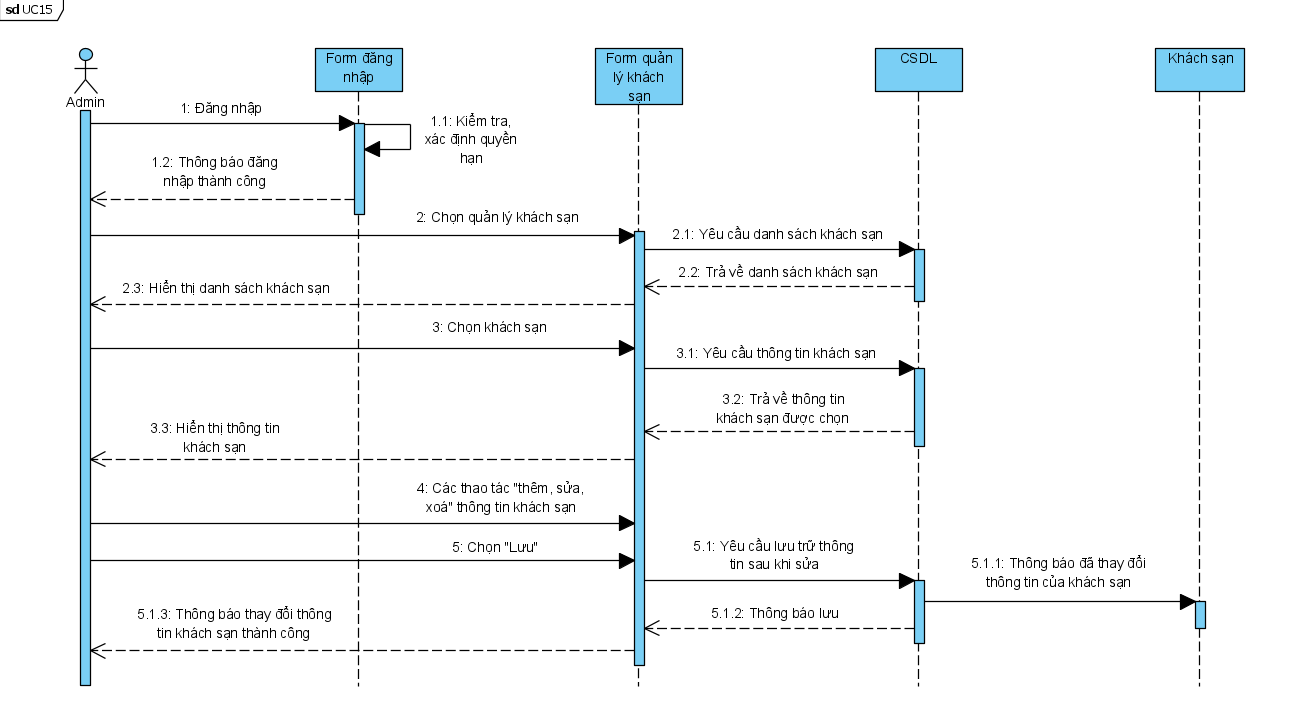 sd UC15
Admin
Form đăng
nhập
Form quản
lý khách
sạn
CSDL
Khách sạn
1: Đăng nhập
1.1: Kiểm tra,
xác định quyền
hạn
1.2: Thông báo đăng
nhập thành công
2: Chọn quản lý khách sạn
2.1: Yêu cầu danh sách khách sạn
2.2: Trả về danh sách khách sạn
2.3: Hiển thị danh sách khách sạn
3: Chọn khách sạn
3.1: Yêu cầu thông tin khách sạn
3.2: Trả về thông tin
khách sạn được chọn
3.3: Hiển thị thông tin
khách sạn
4: Các thao tác "thêm, sửa,
xoá" thông tin khách sạn
5: Chọn "Lưu"
5.1: Yêu cầu lưu trữ thông
tin sau khi sửa
5.1.1: Thông báo đã thay đổi
thông tin của khách sạn
5.1.2: Thông báo lưu
5.1.3: Thông báo thay đổi thông
tin khách sạn thành công